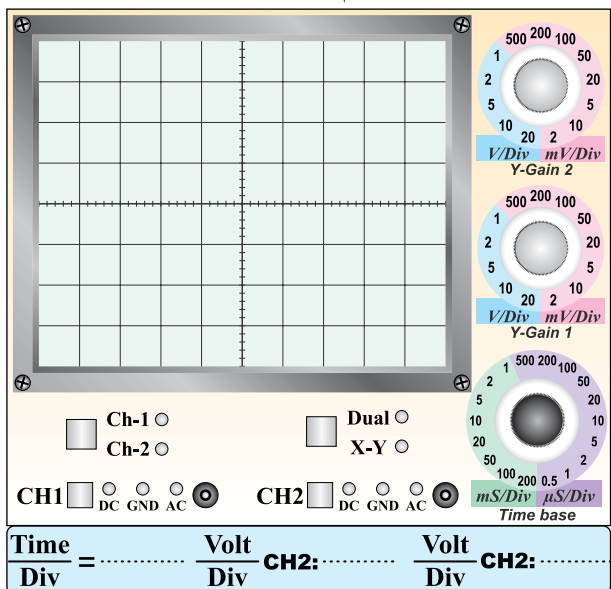 500 200 100
1 50
2 20
5 5
10 10
20 2
V/Div mV/Div
Y-Gain 2
500 200 100
1 50
2 20
5 5
10 10
20 2
V/Div mV/Div
Y-Gain 1
1 500 200 100
2 50
5 20
10 10
20 5
50 2
100 200 0.5 1
mS/Div µS/Div
Time base
Ch-1
Ch-2
Dual
X-Y
CH1 DC GND AC
CH2 DC GND AC
Time/Div = ............ Volt/Div CH2: ............ Volt/Div CH2: ............